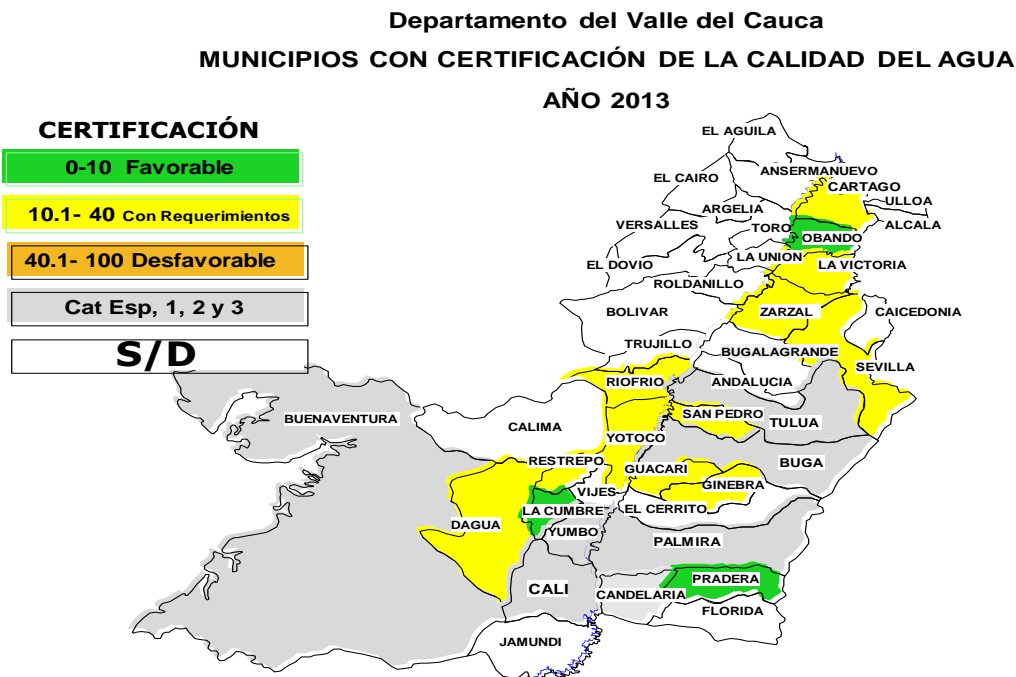 Departamento del Valle del Cauca
MUNICIPIOS CON CERTIFICACIÓN DE LA CALIDAD DEL AGUA
AÑO 2013
CERTIFICACIÓN
0-10 Favorable
10.1- 40 Con Requerimientos
40.1- 100 Desfavorable
Cat Esp, 1, 2 y 3
S/D
EL AGUILA
ANSERMANUEVO
EL CAIRO
CARTAGO
ULLOA
ARGELIA
VERSALLES
TORO
ALCALA
OBANDO
LA UNION
EL DOVIO
LA VICTORIA
ROLDANILLO
BOLIVAR
ZARZAL
CAICEDONIA
TRUJILLO
BUGALAGRANDE
SEVILLA
RIOFRIO
ANDALUCIA
BUENAVENTURA
SAN PEDRO
TULUA
CALIMA
YOTOCO
RESTREPO
GUACARI
BUGA
GINEBRA
VIJES
LA CUMBRE
EL CERRITO
DAGUA
YUMBO
PALMIRA
PRADERA
CALI
CANDELARIA
FLORIDA
JAMUNDI